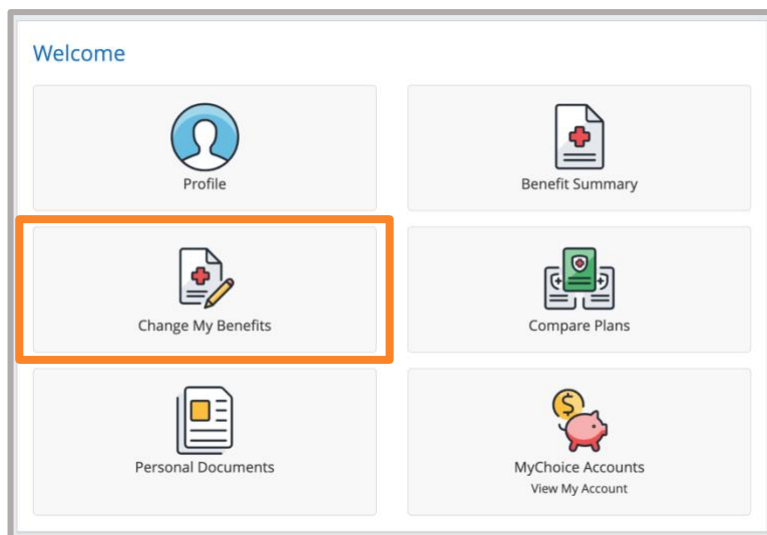 Welcome
Profile
Benefit Summary
Change My Benefits
Compare Plans
Personal Documents
MyChoice Accounts
View My Account